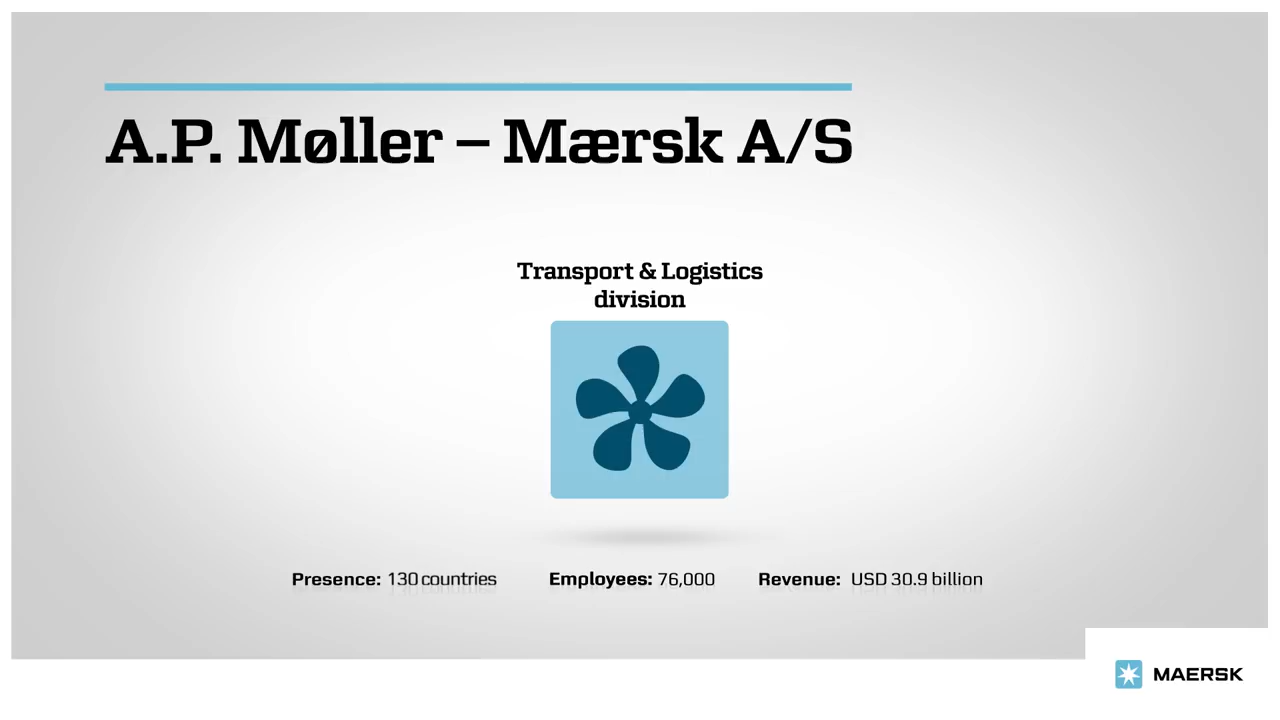 A.P. Møller – Mærsk A/S
Transport & Logistics
division
Presence: 130 countries Employees: 76,000 Revenue: USD 30.9 billion
MAERSK